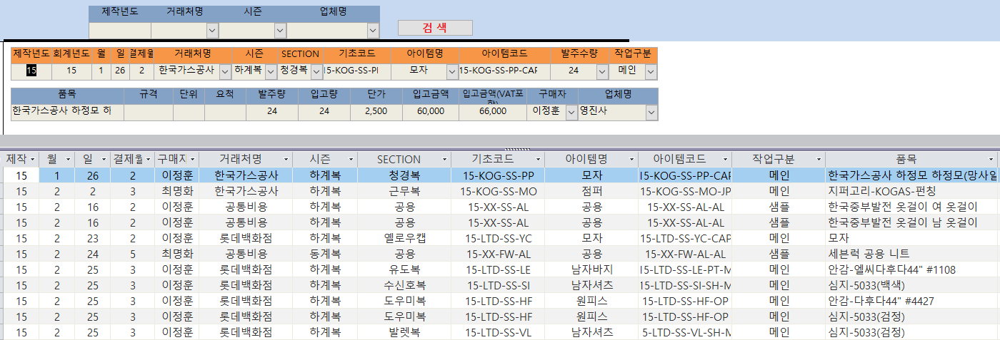 제작년도 거래처명 시즌 업체명
검 색
제작년도 회계년도 월 일 결제월 거래처명 시즌 SECTION 기초코드 아이템명 아이템코드 발주수량 작업구분
15 15 1 26 2 한국가스공사 하계복 청경복 15-KOG-SS-PP 모자 15-KOG-SS-PP-CAP 24 메인
품목 규격 단위 요척 발주량 입고량 단가 입고금액 입고금액(VAT포함) 구매자 업체명
한국가스공사 하정모 하 24 24 2,500 60,000 66,000 이정훈 영진사
제작 월 일 결제월 구매자 거래처명 시즌 SECTION 기초코드 아이템명 아이템코드 작업구분 품목
15 1 26 2 이정훈 한국가스공사 하계복 청경복 15-KOG-SS-PP 모자 15-KOG-SS-PP-CAP 메인 한국가스공사 하정모 하정모(망사일
15 2 2 3 최명화 한국가스공사 하계복 근무복 15-KOG-SS-MO 점퍼 15-KOG-SS-MO-JP 메인 지퍼고리-KOGAS-펀칭
15 2 16 2 이정훈 공통비용 하계복 공용 15-XX-SS-AL 공용 15-XX-SS-AL-AL 샘플 한국중부발전 옷걸이 여 옷걸이
15 2 16 2 이정훈 공통비용 하계복 공용 15-XX-SS-AL 공용 15-XX-SS-AL-AL 샘플 한국중부발전 옷걸이 남 옷걸이
15 2 23 2 이정훈 롯데백화점 하계복 옐로우캡 15-LTD-SS-YC 모자 15-LTD-SS-YC-CAP 메인 모자
15 2 24 5 최명화 공통비용 동계복 공용 15-XX-FW-AL 공용 15-XX-FW-AL-AL 샘플 세븐럭 공용 니트
15 2 25 3 이정훈 롯데백화점 하계복 유도복 15-LTD-SS-LE 남자바지 15-LTD-SS-LE-PT-M 메인 안감-엘씨다후다44" #1108
15 2 25 3 이정훈 롯데백화점 하계복 수신호복 15-LTD-SS-SI 남자셔츠 15-LTD-SS-SI-SH-M 메인 심지-5033(백색)
15 2 25 3 이정훈 롯데백화점 하계복 도우미복 15-LTD-SS-HF 원피스 15-LTD-SS-HF-OP 메인 안감-다후다44" #4427
15 2 25 3 이정훈 롯데백화점 하계복 도우미복 15-LTD-SS-HF 원피스 15-LTD-SS-HF-OP 메인 심지-5033(검정)
15 2 25 3 이정훈 롯데백화점 하계복 발렛복 15-LTD-SS-VL 남자셔츠 5-LTD-SS-VL-SH-M 메인 심지-5033(검정)